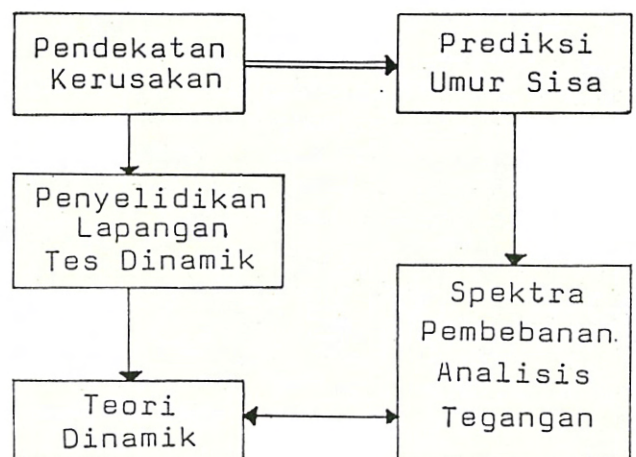 Pendekatan
Kerusakan
Prediksi
Umur Sisa
Penyelidikan
Lapangan
Tes Dinamik
Spektra
Pembebanan
Analisis
Tegangan
Teori
Dinamik